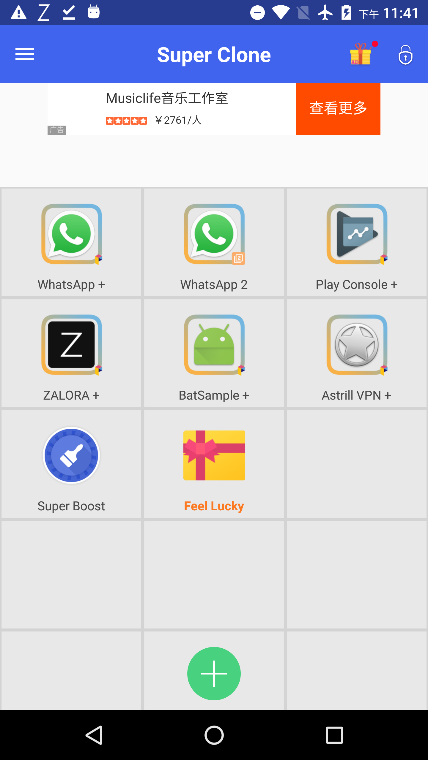 下午 11:41
Super Clone
Musiclife音乐工作室
￥2761/人
查看更多
广告
WhatsApp +
WhatsApp 2
Play Console +
Z
ZALORA +
BatSample +
Astrill VPN +
Super Boost
Feel Lucky